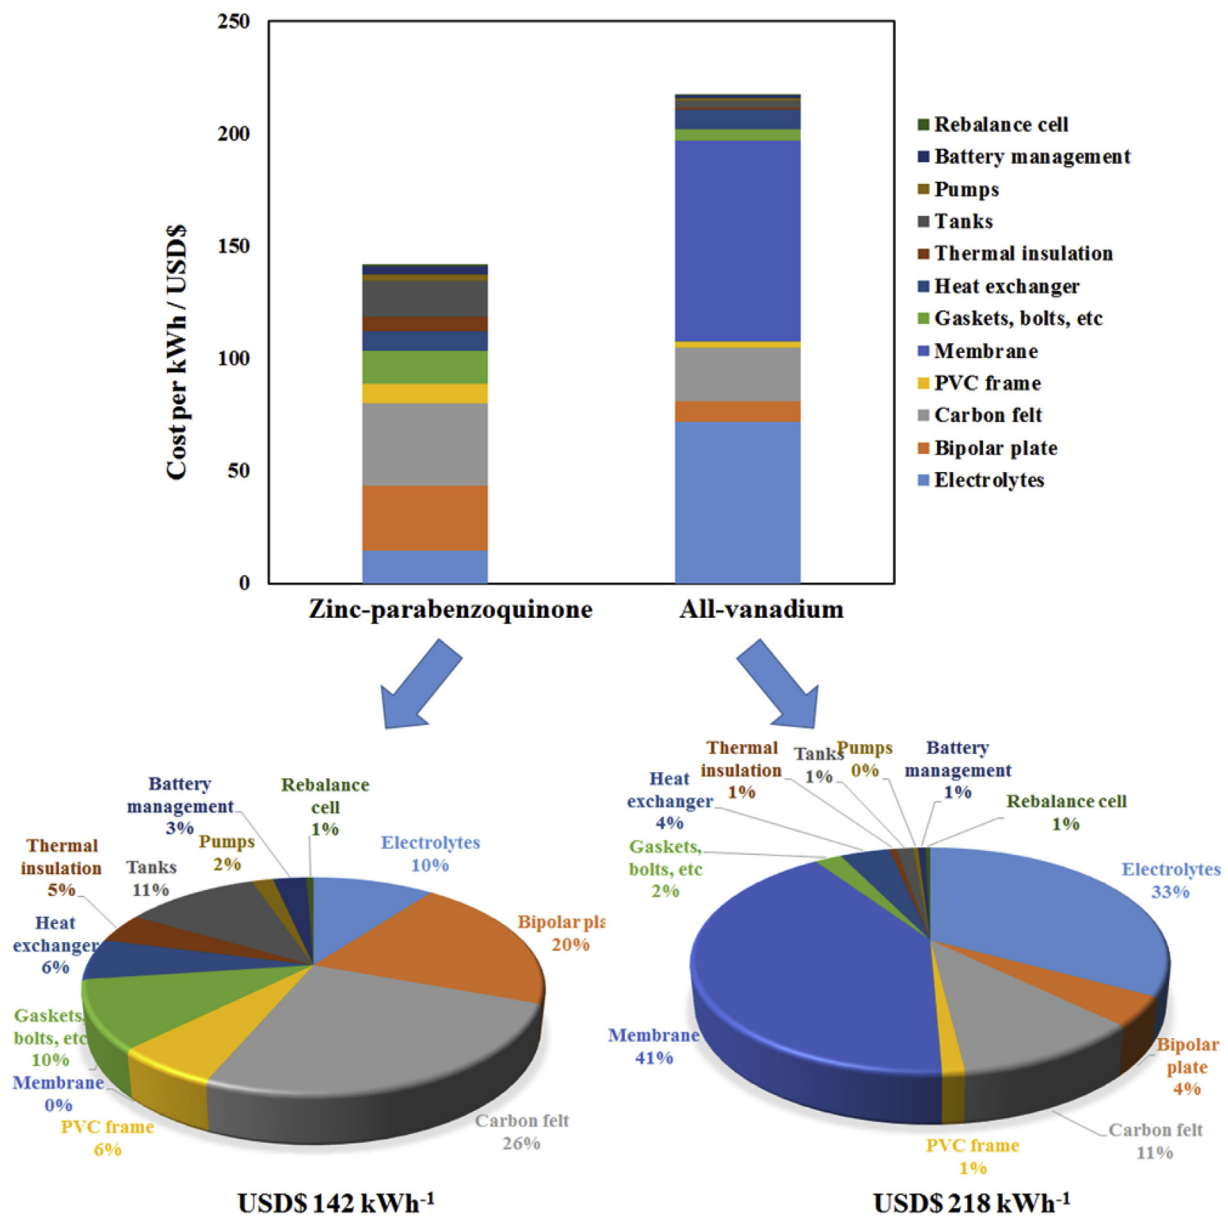 250
200
150
100
50
0
Cost per kWh / USD$
Zinc-parabenzoquinone
All-vanadium
Rebalance cell
Battery management
Pumps
Tanks
Thermal insulation
Heat exchanger
Gaskets, bolts, etc
Membrane
PVC frame
Carbon felt
Bipolar plate
Electrolytes
Battery
management
3%
Rebalance
cell
1%
Pumps
2%
Electrolytes
10%
Thermal
insulation
5%
Tanks
11%
Bipolar pla
20%
Heat
exchanger
6%
Gaskets,
bolts, etc
10%
Membrane
0%
PVC frame
6%
Carbon felt
26%
USD$ 142 kWh-1
Thermal
insulation
1%
Tanks
1%
Pumps
0%
Battery
management
1%
Heat
exchanger
4%
Rebalance cell
1%
Gaskets,
bolts, etc
2%
Electrolytes
33%
Membrane
41%
Bipolar
plate
4%
Carbon felt
11%
PVC frame
1%
USD$ 218 kWh-1